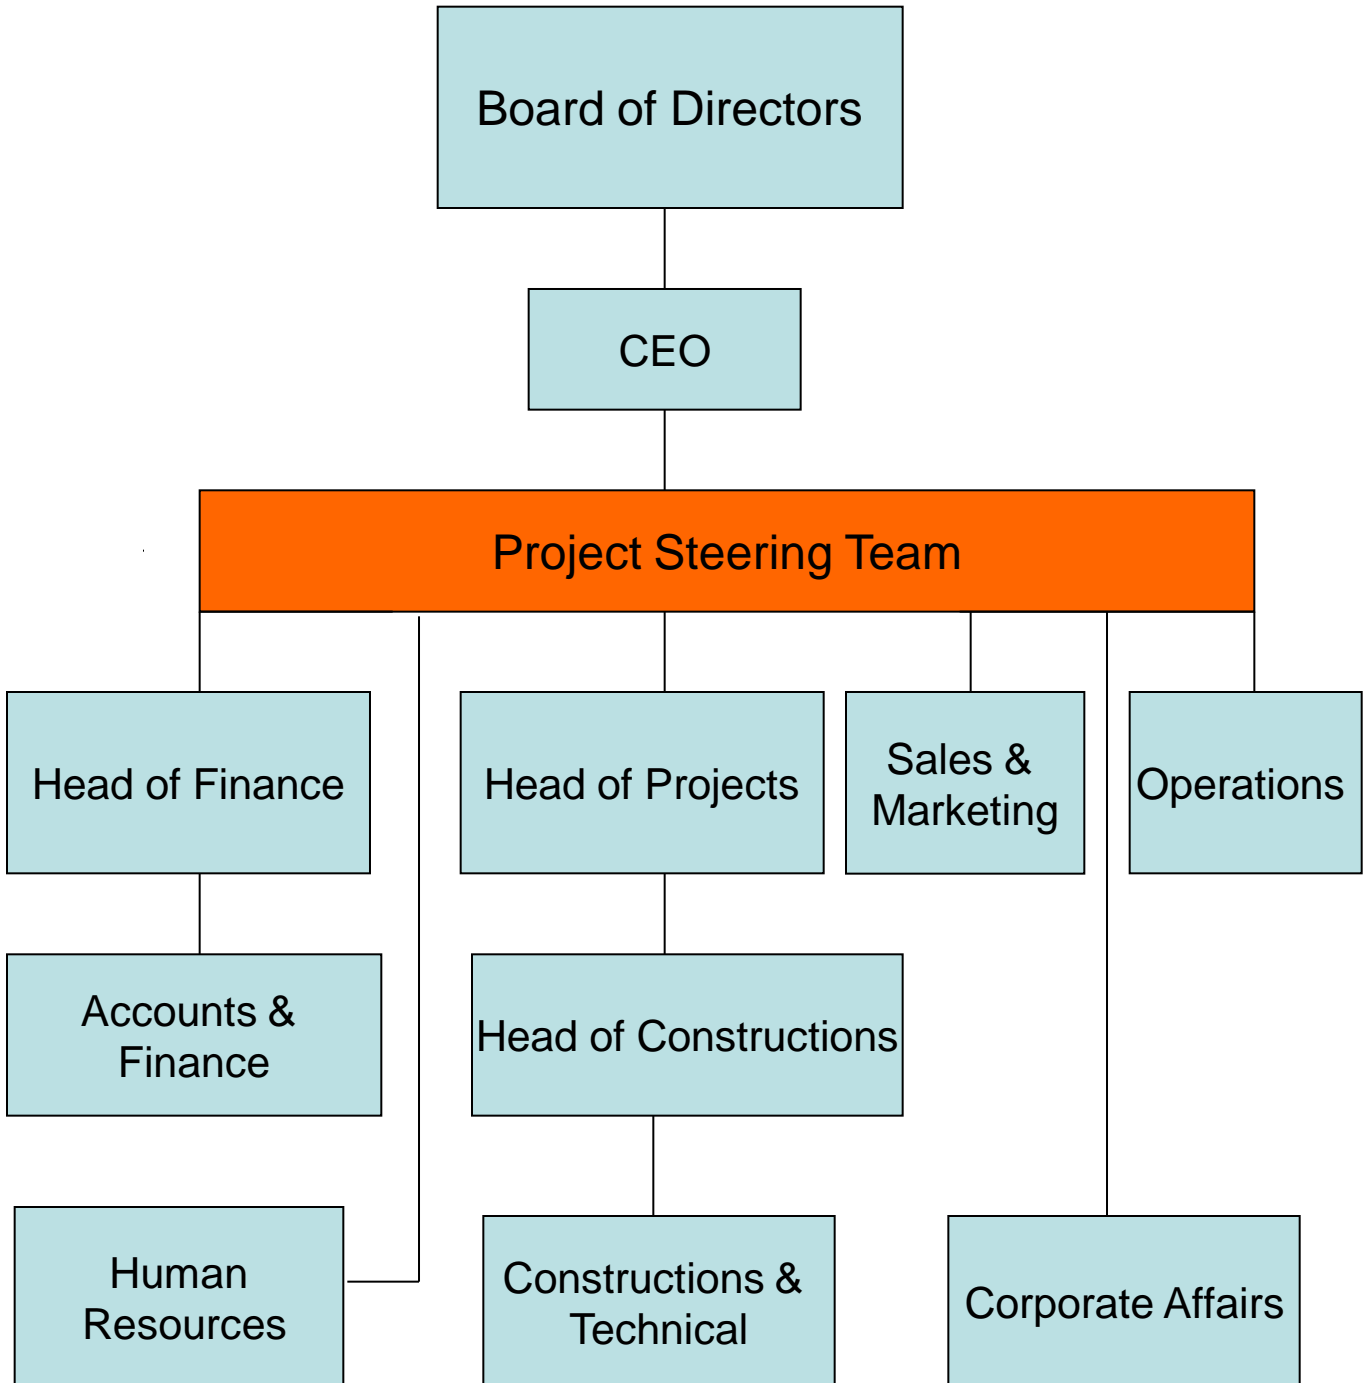 Board of Directors
CEO
Project Steering Team
Head of Finance
Head of Projects
Sales &
Marketing
Operations
Accounts &
Finance
Head of Constructions
Human
Resources
Constructions &
Technical
Corporate Affairs